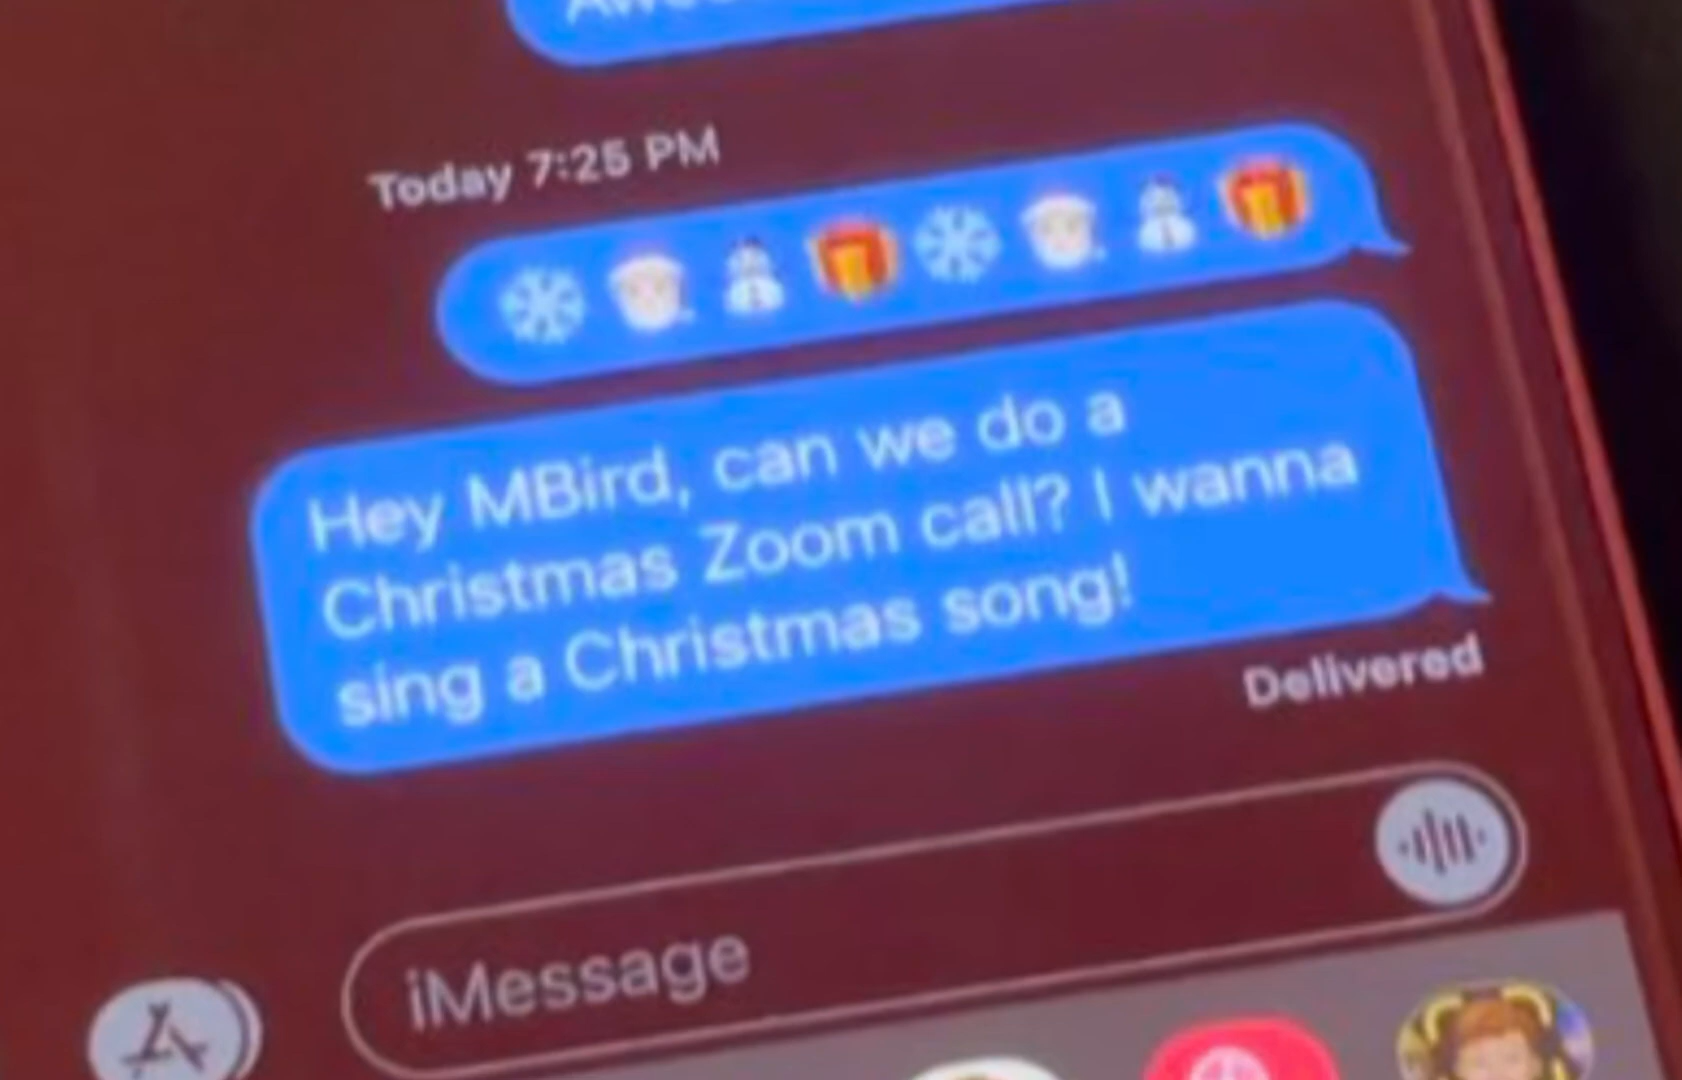 Today 7:25 PM
❄️🎅🏻⛄🎁❄️🎅🏻⛄🎁
Hey MBird, can we do a
Christmas Zoom call? I wanna
sing a Christmas song!
Delivered
iMessage